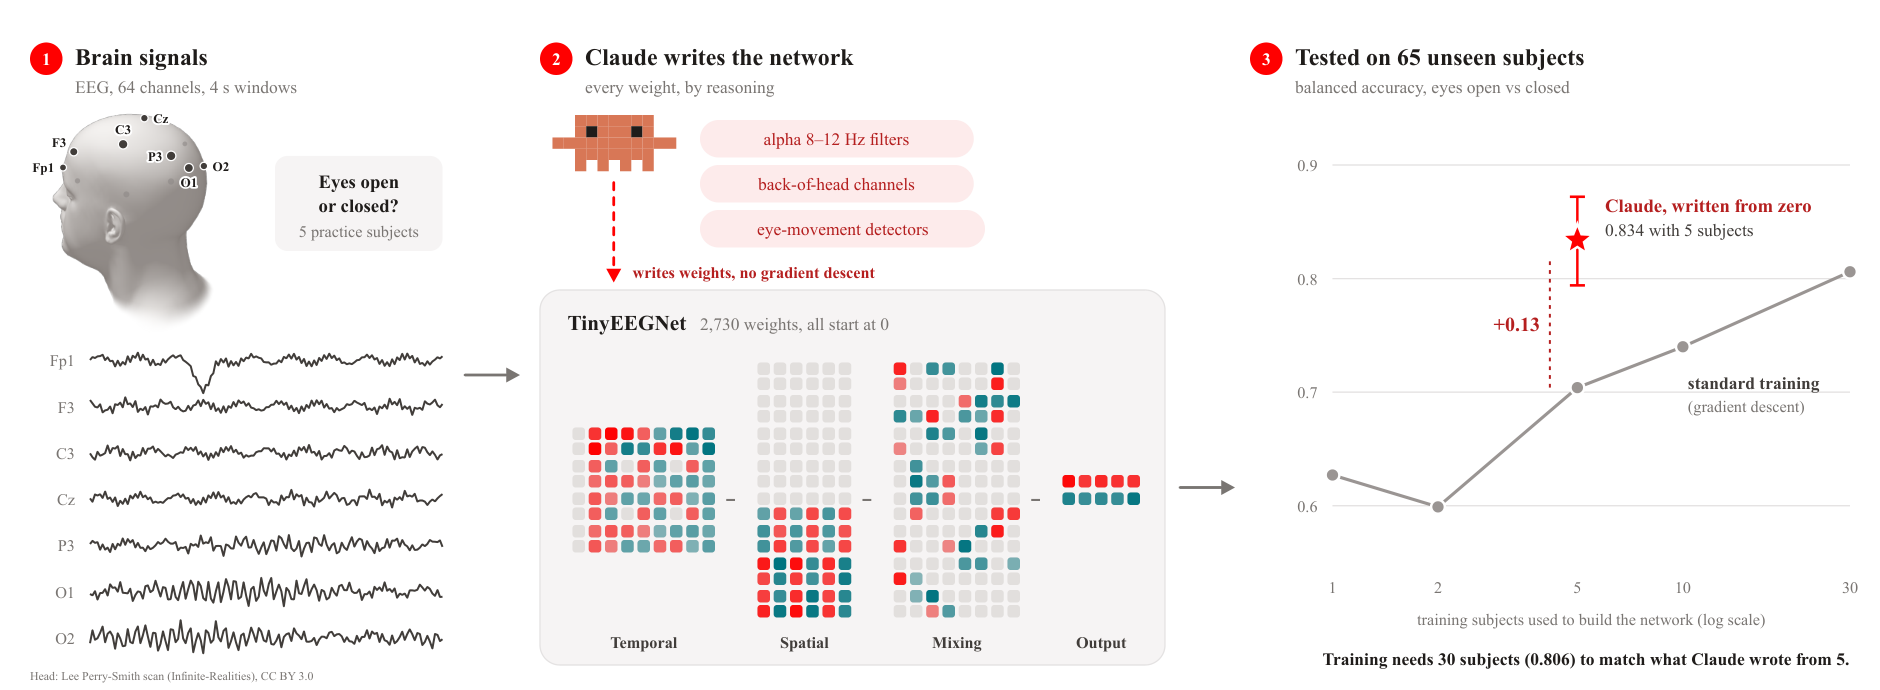 1 Brain signals
EEG, 64 channels, 4 s windows
Cz
C3
F3
P3
Fp1
O2
O1
Eyes open
or closed?
5 practice subjects
Fp1
F3
C3
Cz
P3
O1
O2
Head: Lee Perry-Smith scan (Infinite-Realities), CC BY 3.0
2 Claude writes the network
every weight, by reasoning
alpha 8–12 Hz filters
back-of-head channels
eye-movement detectors
writes weights, no gradient descent
TinyEEGNet 2,730 weights, all start at 0
Temporal
Spatial
Mixing
Output
3 Tested on 65 unseen subjects
balanced accuracy, eyes open vs closed
0.9
Claude, written from zero
0.834 with 5 subjects
0.8
+0.13
standard training
0.7
(gradient descent)
0.6
1 2 5 10 30
training subjects used to build the network (log scale)
Training needs 30 subjects (0.806) to match what Claude wrote from 5.